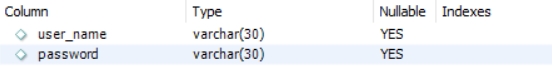 Column Type Nullable Indexes
user_name varchar(30) YES
password varchar(30) YES